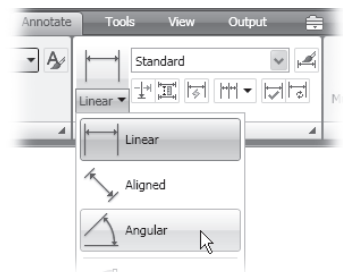 Annotate Tools View Output
Standard
Linear
Linear
Aligned
Angular